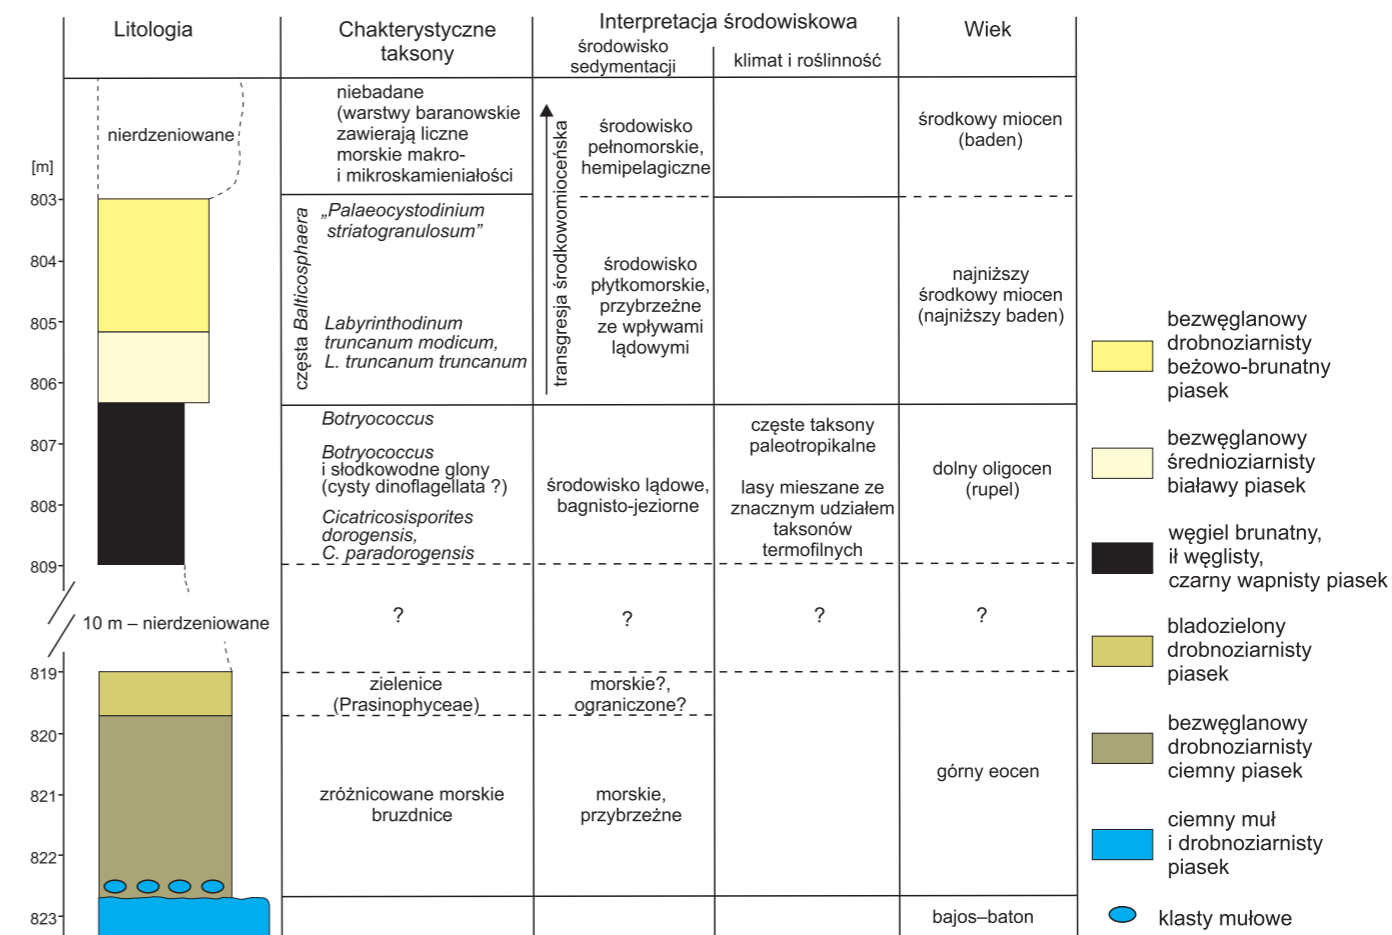 Litologia
Chakterystyczne
taksony
Interpretacja środowiskowa
środowisko
sedymentacji
klimat i roślinność
Wiek
nierdzeniowane
niebadane
(warstwy baranowskie
zawierają liczne
morskie makro-
i mikroskamieniałości
transgresja środkowomioceńska
środowisko
pełnomorskie,
hemipelagiczne
środkowy miocen
(baden)
[m]
803
804
805
806
807
808
809
częsta Balticosphaera
„Palaeocystodinium
striatogranulosum”
Labyrinthodinum
truncanum modicum,
L. truncanum truncanum
środowisko
płytkomorskie,
przybrzeżne
ze wpływami
lądowymi
najniższy
środkowy miocen
(najniższy baden)
Botryococcus
Botryococcus
i słodkowodne glony
(cysty dinoflagellata ?)
Cicatricosisporites
dorogensis,
C. paradorogensis
środowisko lądowe,
bagnisto-jeziorne
częste taksony
paleotropikalne
lasy mieszane ze
znacznym udziałem
taksonów
termofilnych
dolny oligocen
(rupel)
10 m – nierdzeniowane
?
?
?
?
819
820
821
822
823
zielenice
(Prasinophyceae)
morskie?,
ograniczone?
zróżnicowane morskie
bruzdnice
morskie,
przybrzeżne
górny eocen
bajos–baton
bezwęglanowy
drobnoziarnisty
beżowo-brunatny
piasek
bezwęglanowy
średnioziarnisty
białawy piasek
węgiel brunatny,
ił węglisty,
czarny wapnisty piasek
bladozielony
drobnoziarnisty
piasek
bezwęglanowy
drobnoziarnisty
ciemny piasek
ciemny muł
i drobnoziarnisty
piasek
klasty mułowe